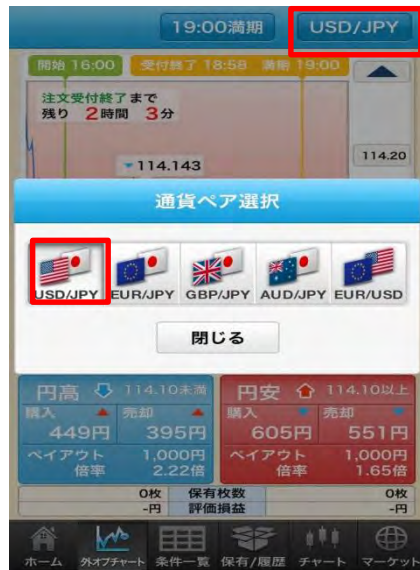 19:00満期 USD/JPY
開始 16:00 受付終了 18:58 満期 19:00
注文受付終了まで
残り 2時間 3分
114.143
114.20
通貨ペア選択
USD/JPY EUR/JPY GBP/JPY AUD/JPY EUR/USD
閉じる
円高 114.10未満 円安 114.10以上
購入 売却 購入 売却
449円 395円 605円 551円
ペイアウト 1,000円 ペイアウト 1,000円
倍率 2.22倍 倍率 1.65倍
0枚 保有枚数 0枚
-円 評価損益 -円
ホーム 外オプチャート 条件一覧 保有/履歴 チャート マーケット